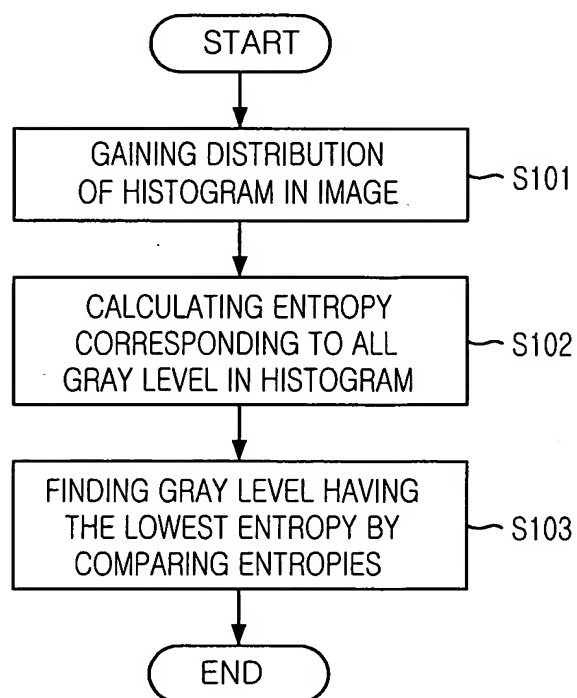 START
GAINING DISTRIBUTION
OF HISTOGRAM IN IMAGE
S101
CALCULATING ENTROPY
CORRESPONDING TO ALL
GRAY LEVEL IN HISTOGRAM
S102
FINDING GRAY LEVEL HAVING
THE LOWEST ENTROPY BY
COMPARING ENTROPIES
S103
END